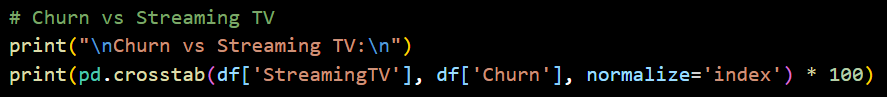 # Churn vs Streaming TV
print("\nChurn vs Streaming TV:\n")
print(pd.crosstab(df['StreamingTV'], df['Churn'], normalize='index') * 100)